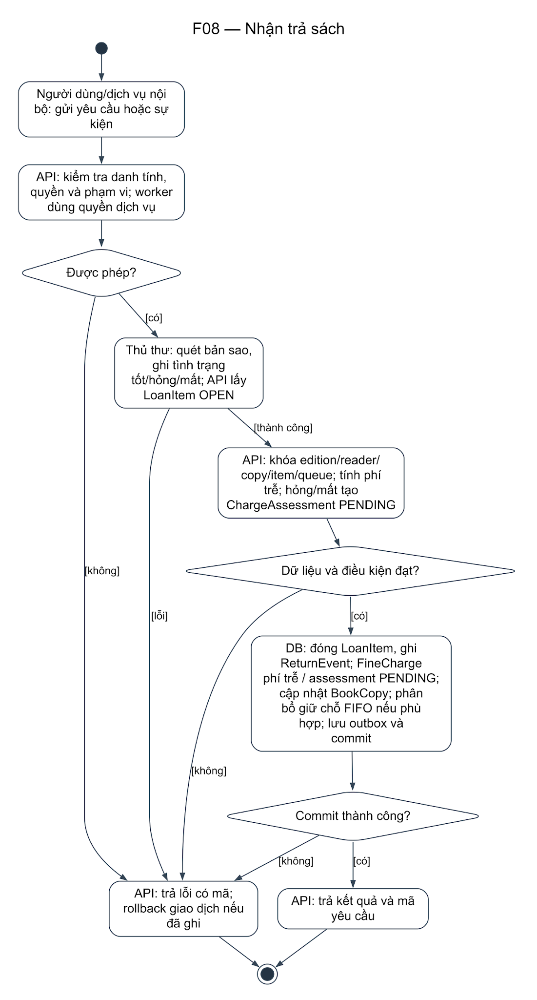 F08 — Nhận trả sách
Người dùng/dịch vụ nội
bộ: gửi yêu cầu hoặc sự
kiện
API: kiểm tra danh tính,
quyền và phạm vi; worker
dùng quyền dịch vụ
Được phép?
[có]
Thủ thư: quét bản sao,
ghi tình trạng
tốt/hỏng/mất; API lấy
LoanItem OPEN
[thành công]
API: khóa edition/reader/
copy/item/queue; tính phí
trễ; hỏng/mất tạo
ChargeAssessment PENDING
Dữ liệu và điều kiện đạt?
[không]
[lỗi]
[có]
DB: đóng LoanItem, ghi
ReturnEvent; FineCharge
phí trễ / assessment PENDING;
cập nhật BookCopy; phân
bổ giữ chỗ FIFO nếu phù
hợp; lưu outbox và
commit
[không]
Commit thành công?
[không]
[có]
API: trả lỗi có mã;
rollback giao dịch nếu
đã ghi
API: trả kết quả và mã
yêu cầu